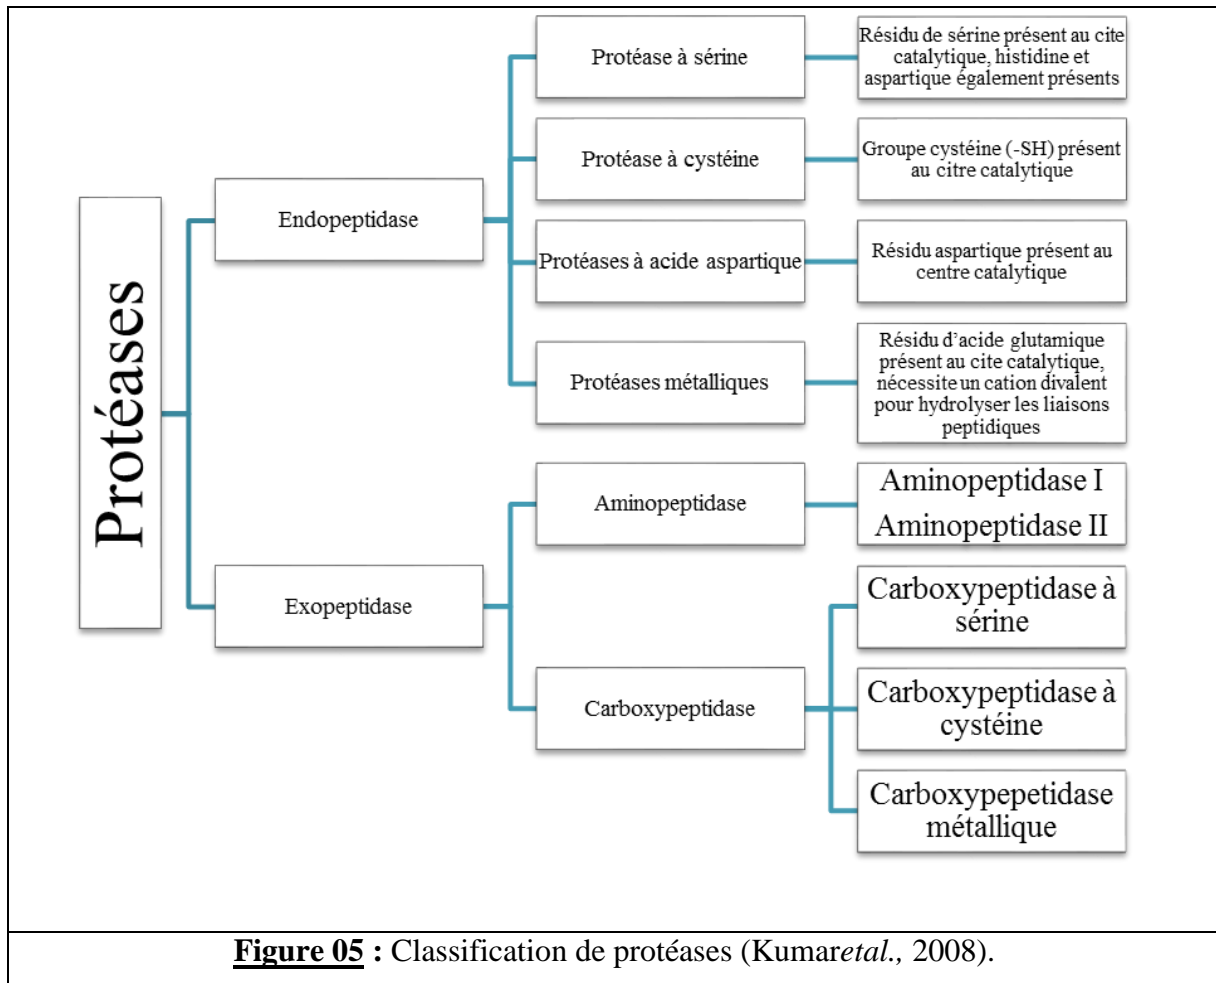 Protéases
Endopeptidase
Protéase à sérine
Résidu de sérine présent au cite
catalytique, histidine et
aspartique également présents
Protéase à cystéine
Groupe cystéine (-SH) présent
au citre catalytique
Protéases à acide aspartique
Résidu aspartique présent au
centre catalytique
Protéases métalliques
Résidu d’acide glutamique
présent au cite catalytique,
nécessite un cation divalent
pour hydrolyser les liaisons
peptidiques
Exopeptidase
Aminopeptidase
Aminopeptidase I
Aminopeptidase II
Carboxypeptidase
Carboxypeptidase à
sérine
Carboxypeptidase à
cystéine
Carboxypepetidase
métallique
Figure 05 : Classification de protéases (Kumaretal., 2008).